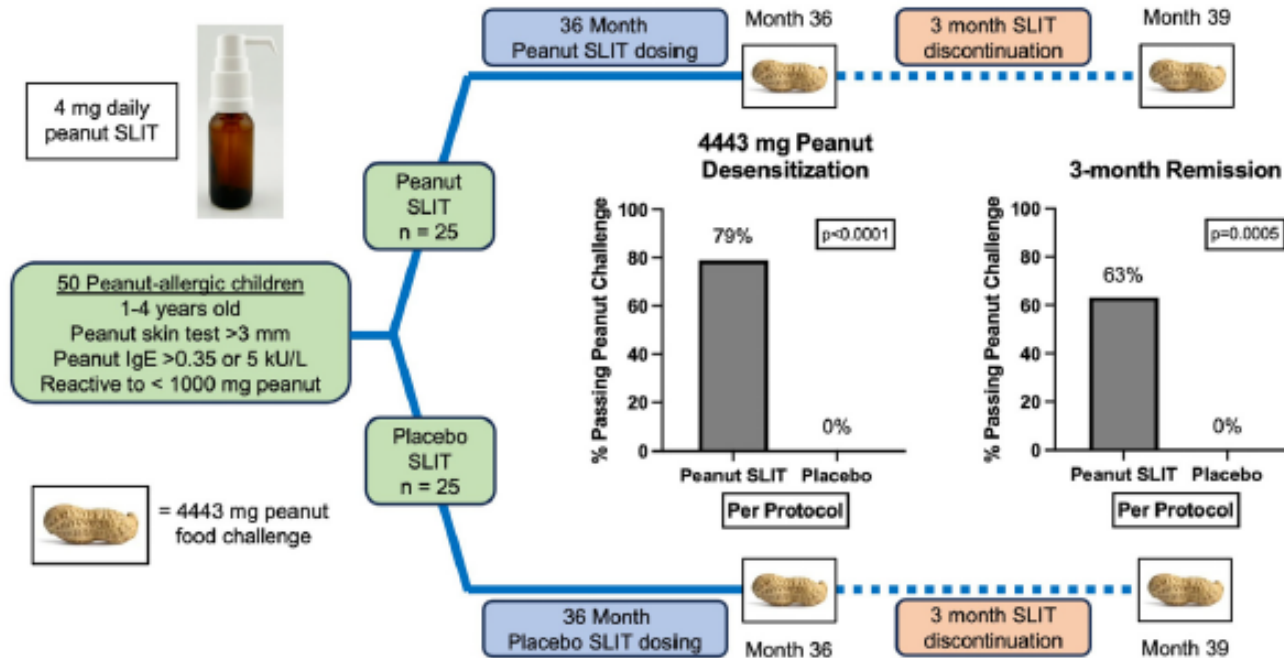 36 Month
Peanut SLIT dosing
Month 36
3 month SLIT
discontinuation
Month 39
4 mg daily
peanut SLIT
Peanut
SLIT
n = 25
50 Peanut-allergic children
1-4 years old
Peanut skin test >3 mm
Peanut IgE >0.35 or 5 kU/L
Reactive to < 1000 mg peanut
Placebo
SLIT
n = 25
= 4443 mg peanut
food challenge
4443 mg Peanut
Desensitization
% Passing Peanut Challenge
100
80
60
40
20
0
79%
p<0.0001
0%
Peanut SLIT Placebo
Per Protocol
3-month Remission
% Passing Peanut Challenge
100
80
60
40
20
0
63%
p=0.0005
0%
Peanut SLIT Placebo
Per Protocol
36 Month
Placebo SLIT dosing
Month 36
3 month SLIT
discontinuation
Month 39